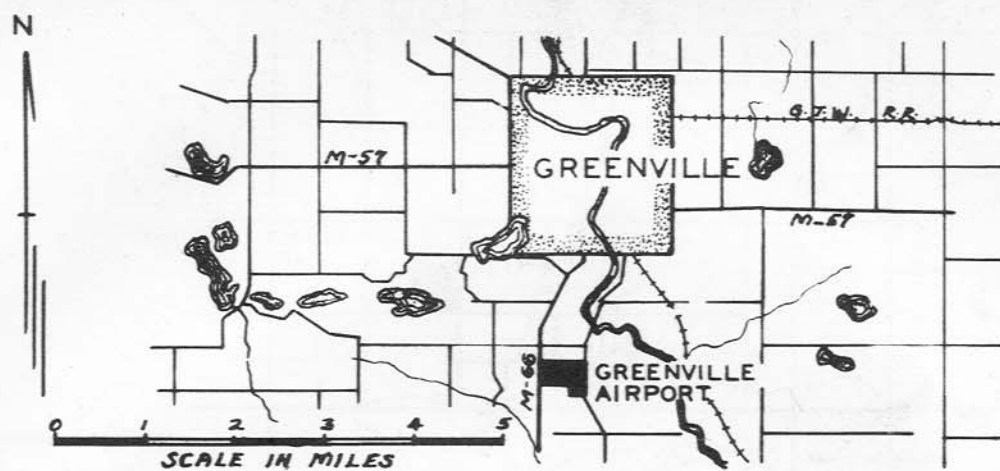 N
G.J.W. R.R.
M-57
GREENVILLE
M-57
M-66
GREENVILLE
AIRPORT
0 1 2 3 4 5
SCALE IN MILES